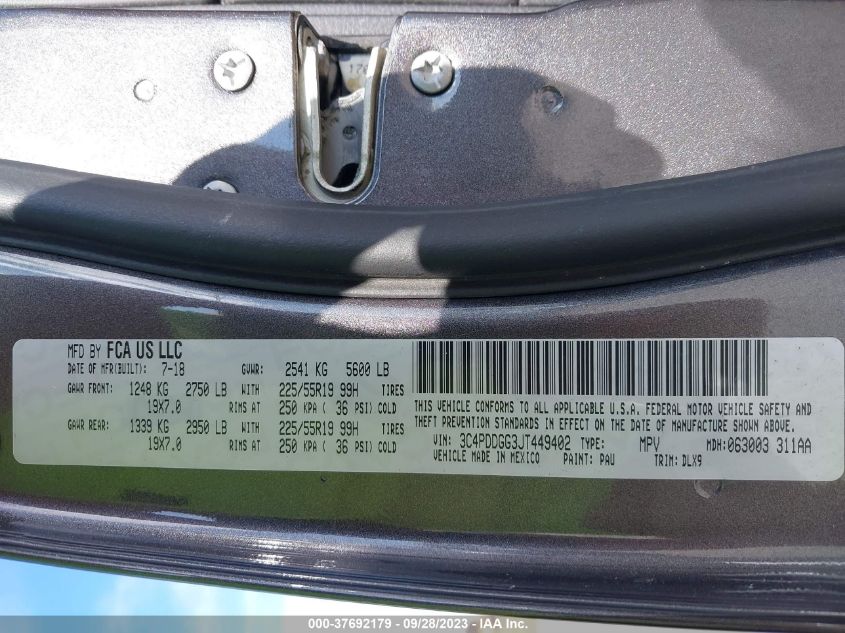 MFD BY FCA US LLC
DATE OF MFR(BUILT): 7-18 GVWR: 2541 KG 5600 LB
GAWR FRONT: 1248 KG 2750 LB WITH 225/55R19 99H TIRES
19X7.0 RIMS AT 250 KPA ( 36 PSI) COLD
GAWR REAR: 1339 KG 2950 LB WITH 225/55R19 99H TIRES
19X7.0 RIMS AT 250 KPA ( 36 PSI) COLD
THIS VEHICLE CONFORMS TO ALL APPLICABLE U.S.A. FEDERAL MOTOR VEHICLE SAFETY AND
THEFT PREVENTION STANDARDS IN EFFECT ON THE DATE OF MANUFACTURE SHOWN ABOVE.
VIN: 3C4PDDGG3JT449402 TYPE: MPV MDH: 063003 311AA
VEHICLE MADE IN MEXICO PAINT: PAU TRIM: DLX9
000-37692179 - 09/28/2023 - IAA Inc.